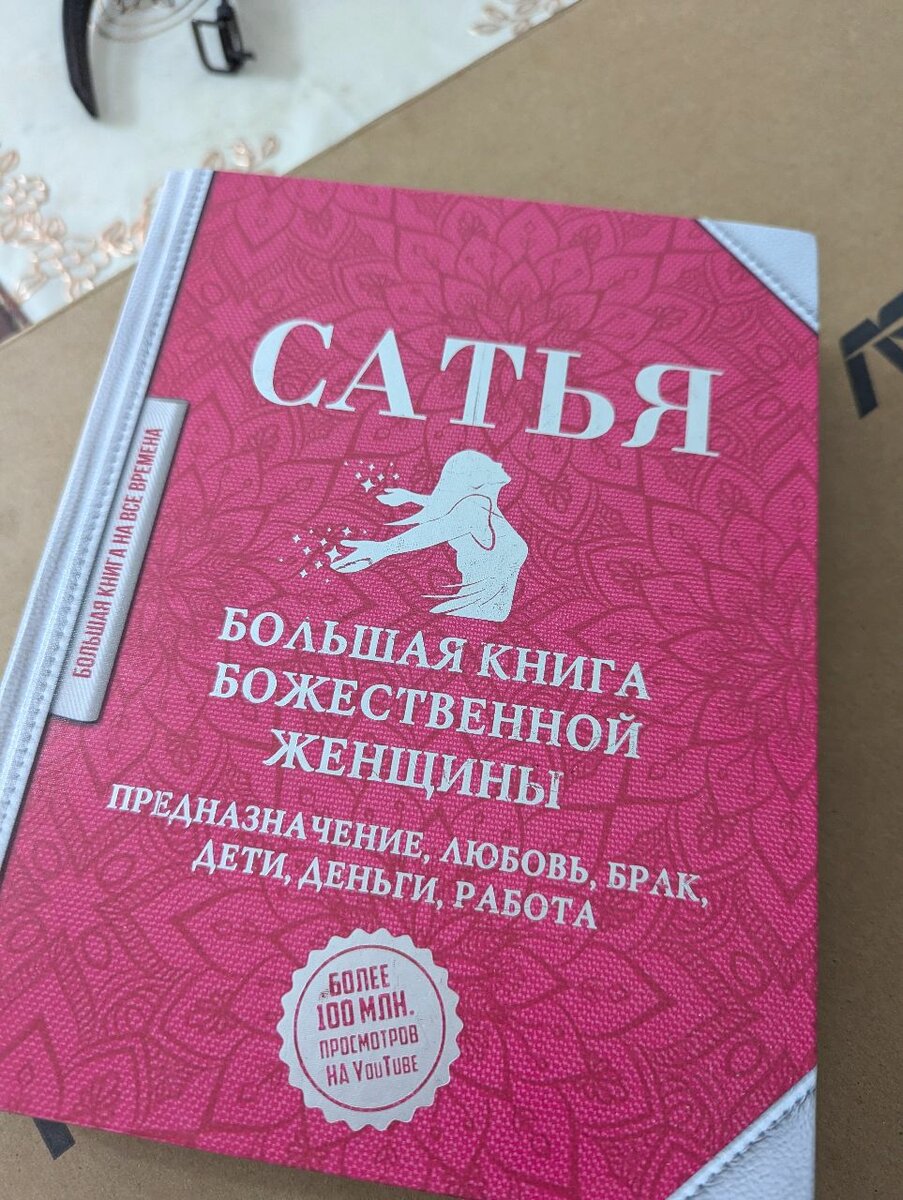 САТЬЯ
БОЛЬШАЯ КНИГА НА ВСЕ ВРЕМЕНА
БОЛЬШАЯ КНИГА
БОЖЕСТВЕННОЙ
ЖЕНЩИНЫ
ПРЕДНАЗНАЧЕНИЕ, ЛЮБОВЬ, БРАК,
ДЕТИ, ДЕНЬГИ, РАБОТА
БОЛЕЕ
100 МЛН.
ПРОСМОТРОВ
НА YOUTUBE